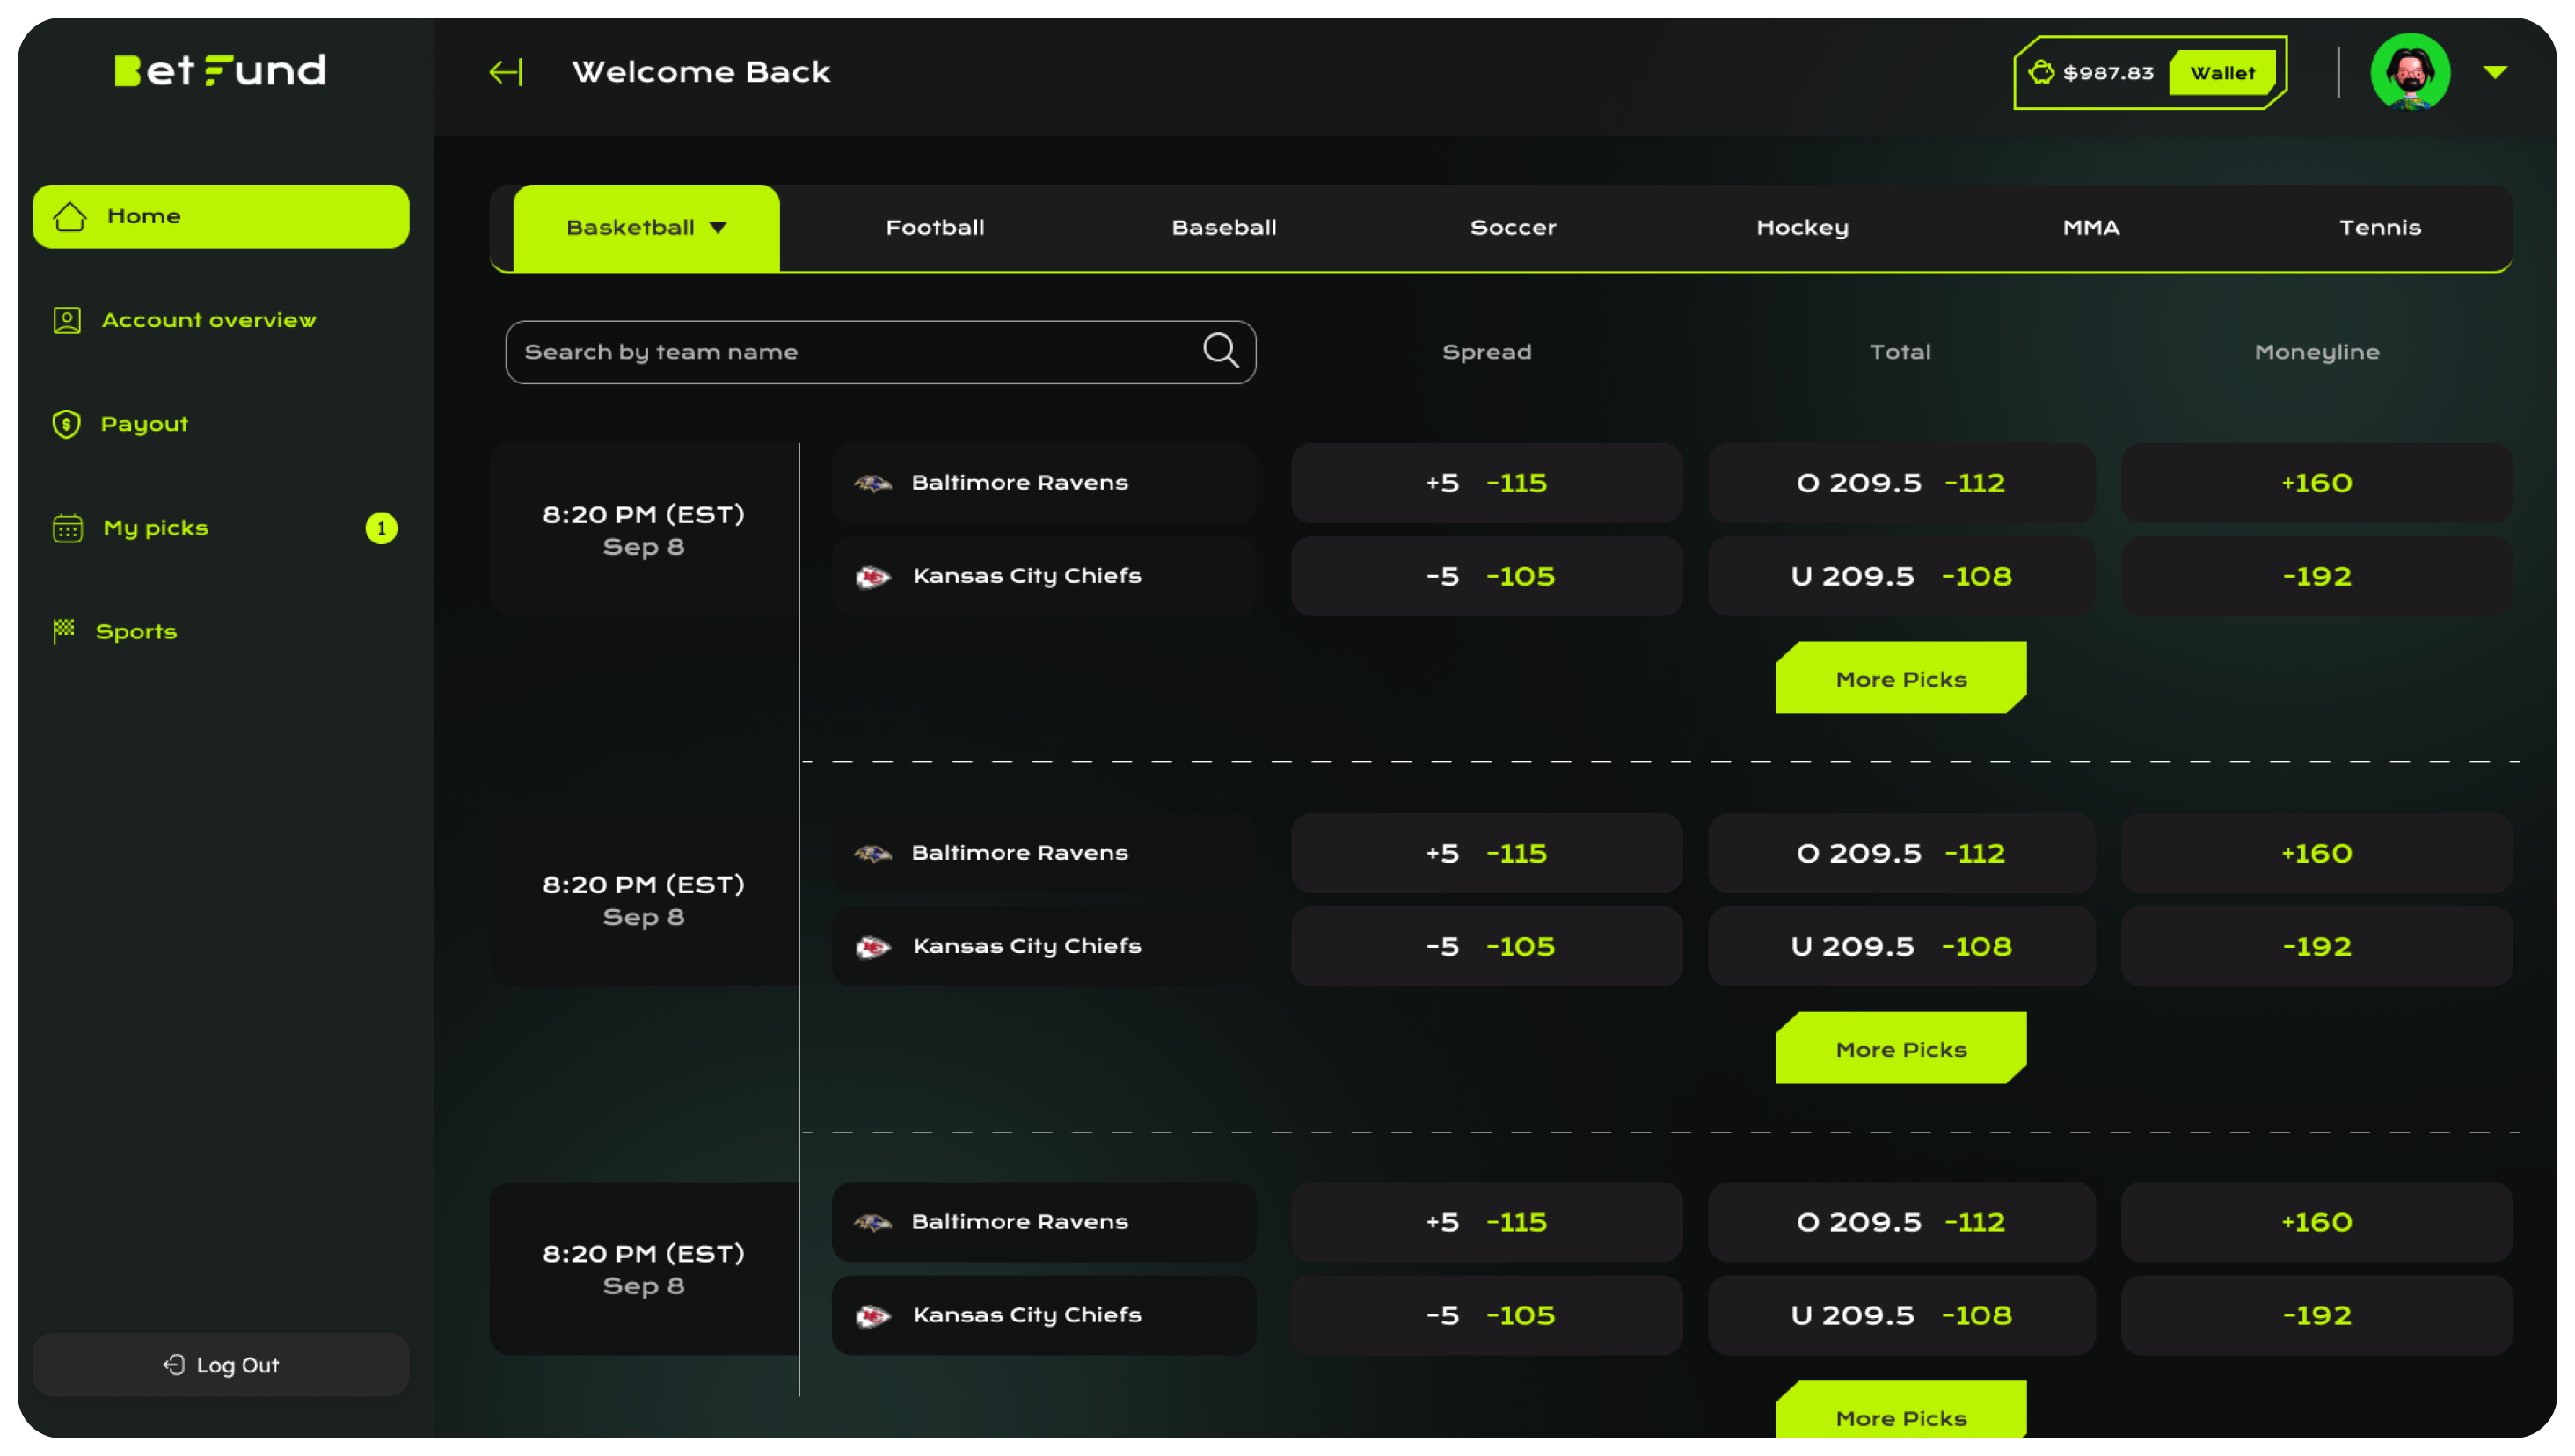 BetFund
Welcome Back
$987.83 Wallet
Home
Account overview
Payout
My picks 1
Sports
Log Out
Basketball Football Baseball Soccer Hockey MMA Tennis
Search by team name Spread Total Moneyline
8:20 PM (EST)
Sep 8
Baltimore Ravens +5 -115 O 209.5 -112 +160
Kansas City Chiefs -5 -105 U 209.5 -108 -192
More Picks
8:20 PM (EST)
Sep 8
Baltimore Ravens +5 -115 O 209.5 -112 +160
Kansas City Chiefs -5 -105 U 209.5 -108 -192
More Picks
8:20 PM (EST)
Sep 8
Baltimore Ravens +5 -115 O 209.5 -112 +160
Kansas City Chiefs -5 -105 U 209.5 -108 -192
More Picks